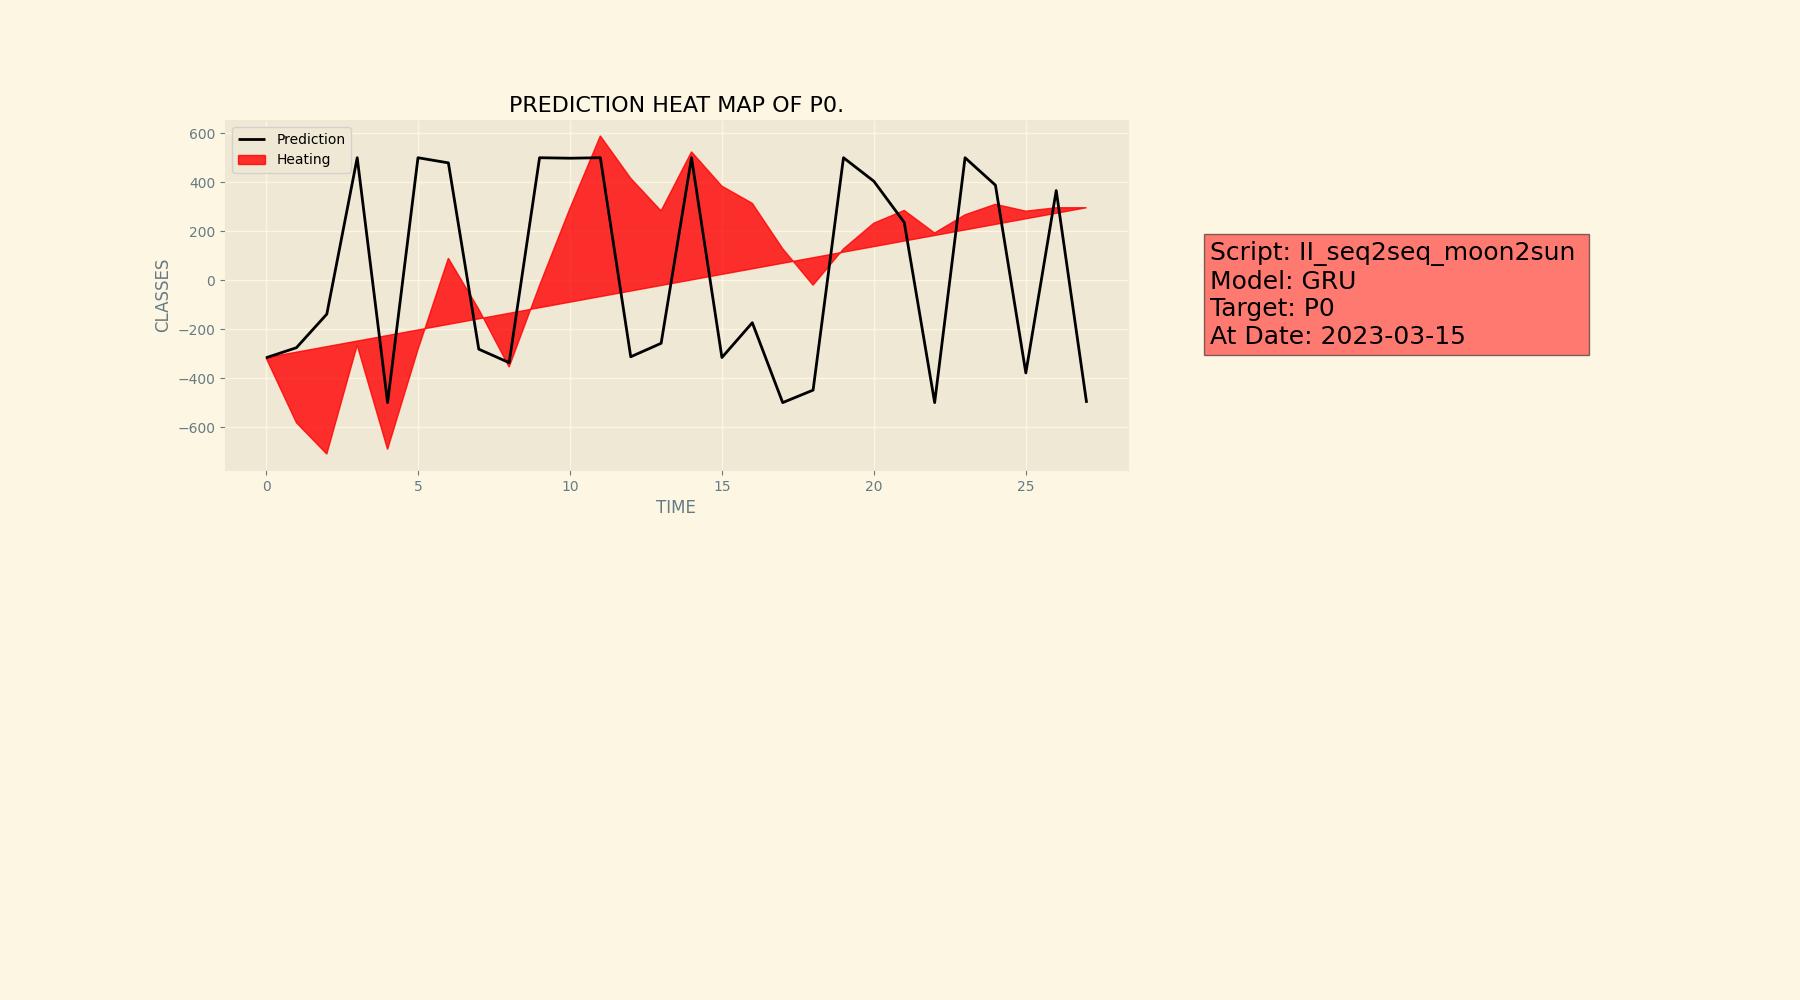 PREDICTION HEAT MAP OF P0.
Prediction
Heating
600
400
200
0
−200
−400
−600
CLASSES
0
5
10
15
20
25
TIME
Script: II_seq2seq_moon2sun
Model: GRU
Target: P0
At Date: 2023-03-15